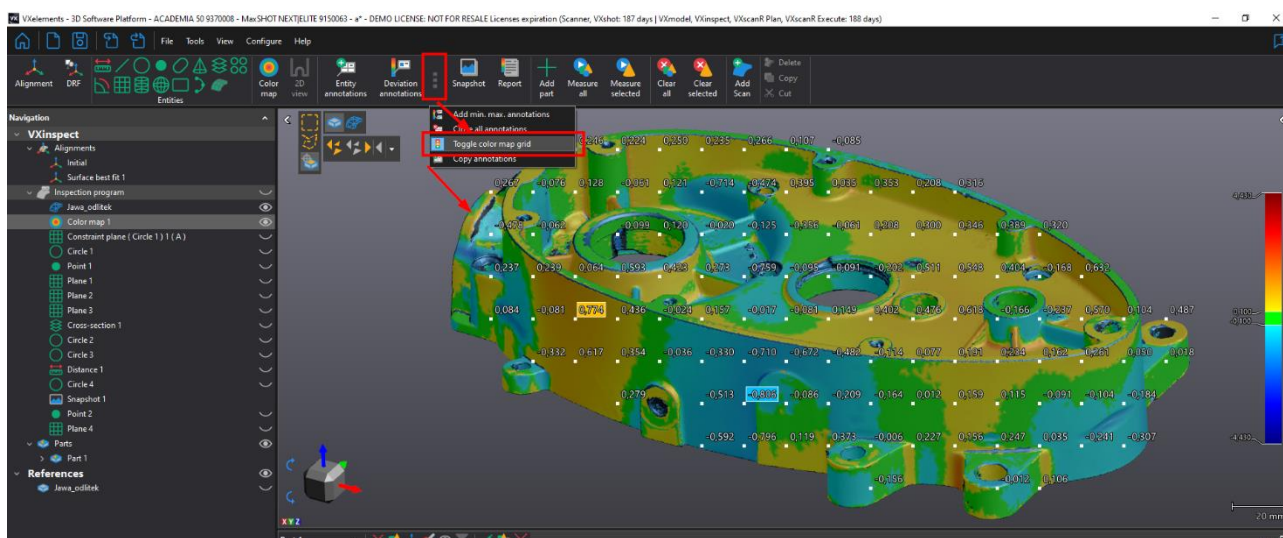 VXelements - 3D Software Platform - ACADEMIA 50 9370008 - MaxSHOT NEXT|ELITE 9150063 - a* - DEMO LICENSE: NOT FOR RESALE Licenses expiration (Scanner, VXshot: 187 days | VXmodel, VXinspect, VXscanR Plan, VXscanR Execute: 188 days)
File Tools View Configure Help
Alignment DRF Entities Color map 2D view Entity annotations Deviation annotations Snapshot Report Add part Measure all Measure selected Clear all Clear selected Add Scan Delete Copy Cut
Add min. max. annotations
Close all annotations
Toggle color map grid
Copy annotations
Navigation
VXinspect
Alignments
Initial
Surface best fit 1
Inspection program
Jawa_odlitek
Color map 1
Constraint plane ( Circle 1 ) 1 ( A )
Circle 1
Point 1
Plane 1
Plane 2
Plane 3
Cross-section 1
Circle 2
Circle 3
Distance 1
Circle 4
Snapshot 1
Point 2
Plane 4
Parts
Part 1
References
Jawa_odlitek
0,224 0,250 0,235 0,266 0,107 -0,085
0,267 -0,076 0,128 -0,061 0,121 -0,714 -0,474 0,395 0,035 0,353 0,208 0,316
-0,062 0,099 0,120 -0,020 -0,125 -0,061 0,208 0,300 0,346 0,389 0,320
0,237 0,239 0,064 0,593 0,273 -0,759 -0,095 0,091 0,511 0,548 0,404 -0,168 0,632
0,084 -0,081 0,774 0,436 -0,024 0,157 -0,017 -0,081 0,149 0,402 0,476 0,618 -0,166 0,570 0,104 0,487
-0,332 0,617 0,354 -0,036 -0,330 -0,710 -0,672 -0,482 -0,114 0,077 0,191 0,284 0,162 0,261 0,050 0,018
0,279 -0,513 -0,806 -0,086 -0,209 -0,164 0,012 0,159 0,115 -0,091 -0,104 -0,184
-0,592 -0,796 0,119 -0,373 -0,006 0,227 0,156 0,247 0,035 -0,241 -0,307
-0,156 -0,012 0,106
0,100
-0,100
20 mm
X Y Z